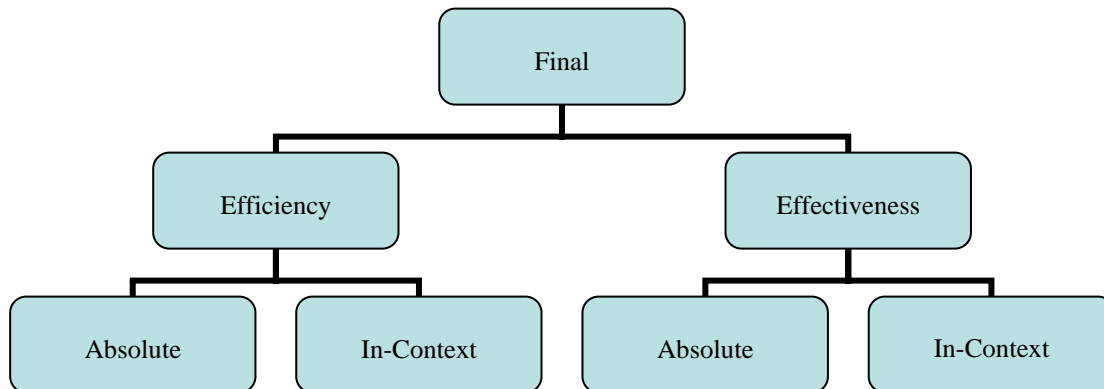 Final
Efficiency
Effectiveness
Absolute
In-Context
Absolute
In-Context